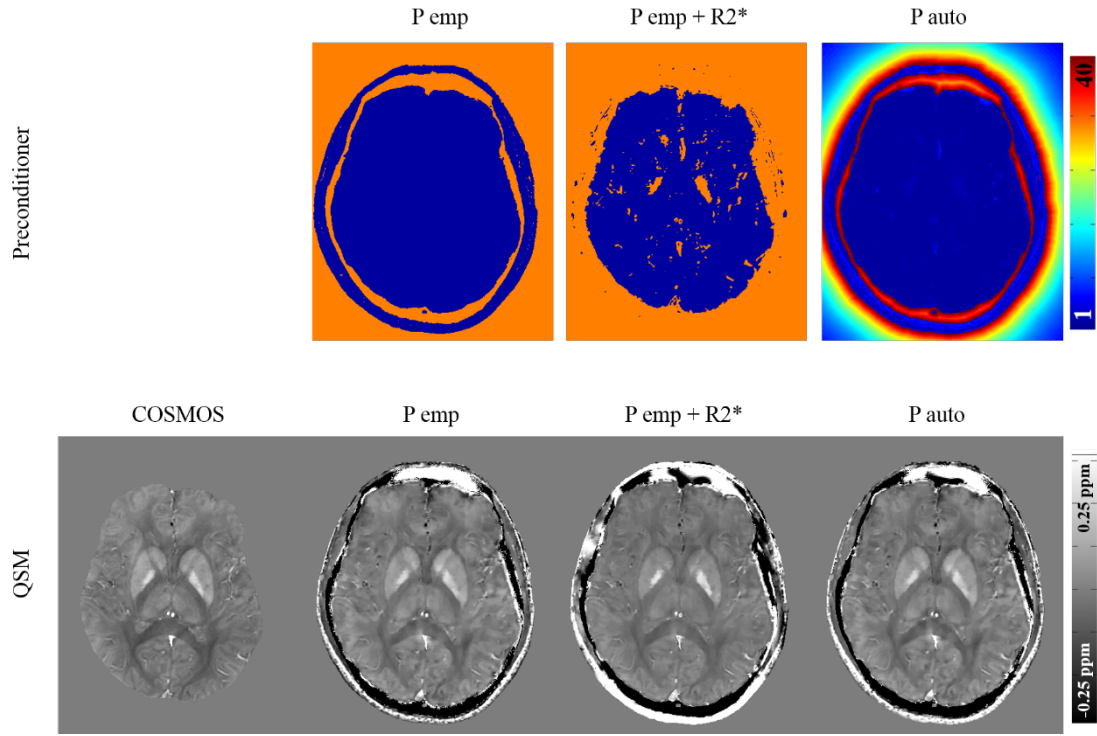 P emp
P emp + R2*
P auto
Preconditioner
40
1
COSMOS
P emp
P emp + R2*
P auto
QSM
0.25 ppm
-0.25 ppm